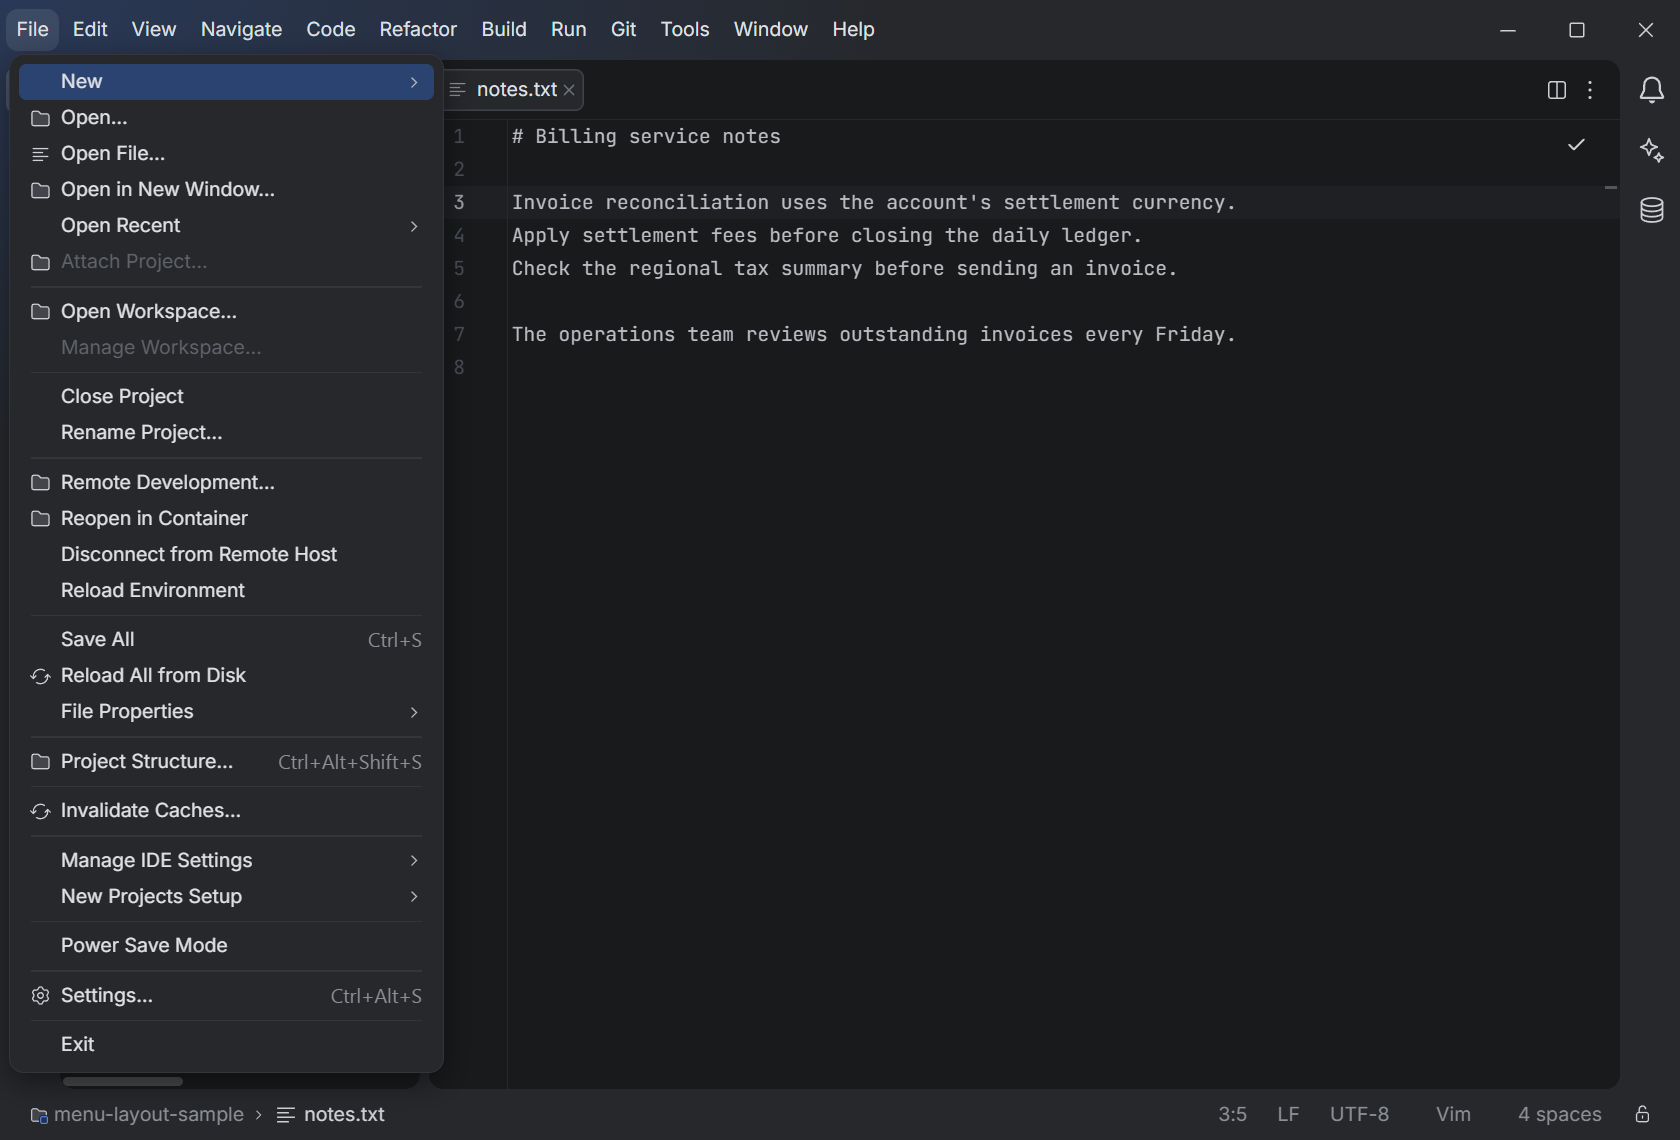 File Edit View Navigate Code Refactor Build Run Git Tools Window Help
New
Open...
Open File...
Open in New Window...
Open Recent
Attach Project...
Open Workspace...
Manage Workspace...
Close Project
Rename Project...
Remote Development...
Reopen in Container
Disconnect from Remote Host
Reload Environment
Save All Ctrl+S
Reload All from Disk
File Properties
Project Structure... Ctrl+Alt+Shift+S
Invalidate Caches...
Manage IDE Settings
New Projects Setup
Power Save Mode
Settings... Ctrl+Alt+S
Exit
notes.txt
1 # Billing service notes
2
3 Invoice reconciliation uses the account's settlement currency.
4 Apply settlement fees before closing the daily ledger.
5 Check the regional tax summary before sending an invoice.
6
7 The operations team reviews outstanding invoices every Friday.
8
menu-layout-sample > notes.txt
3:5 LF UTF-8 Vim 4 spaces